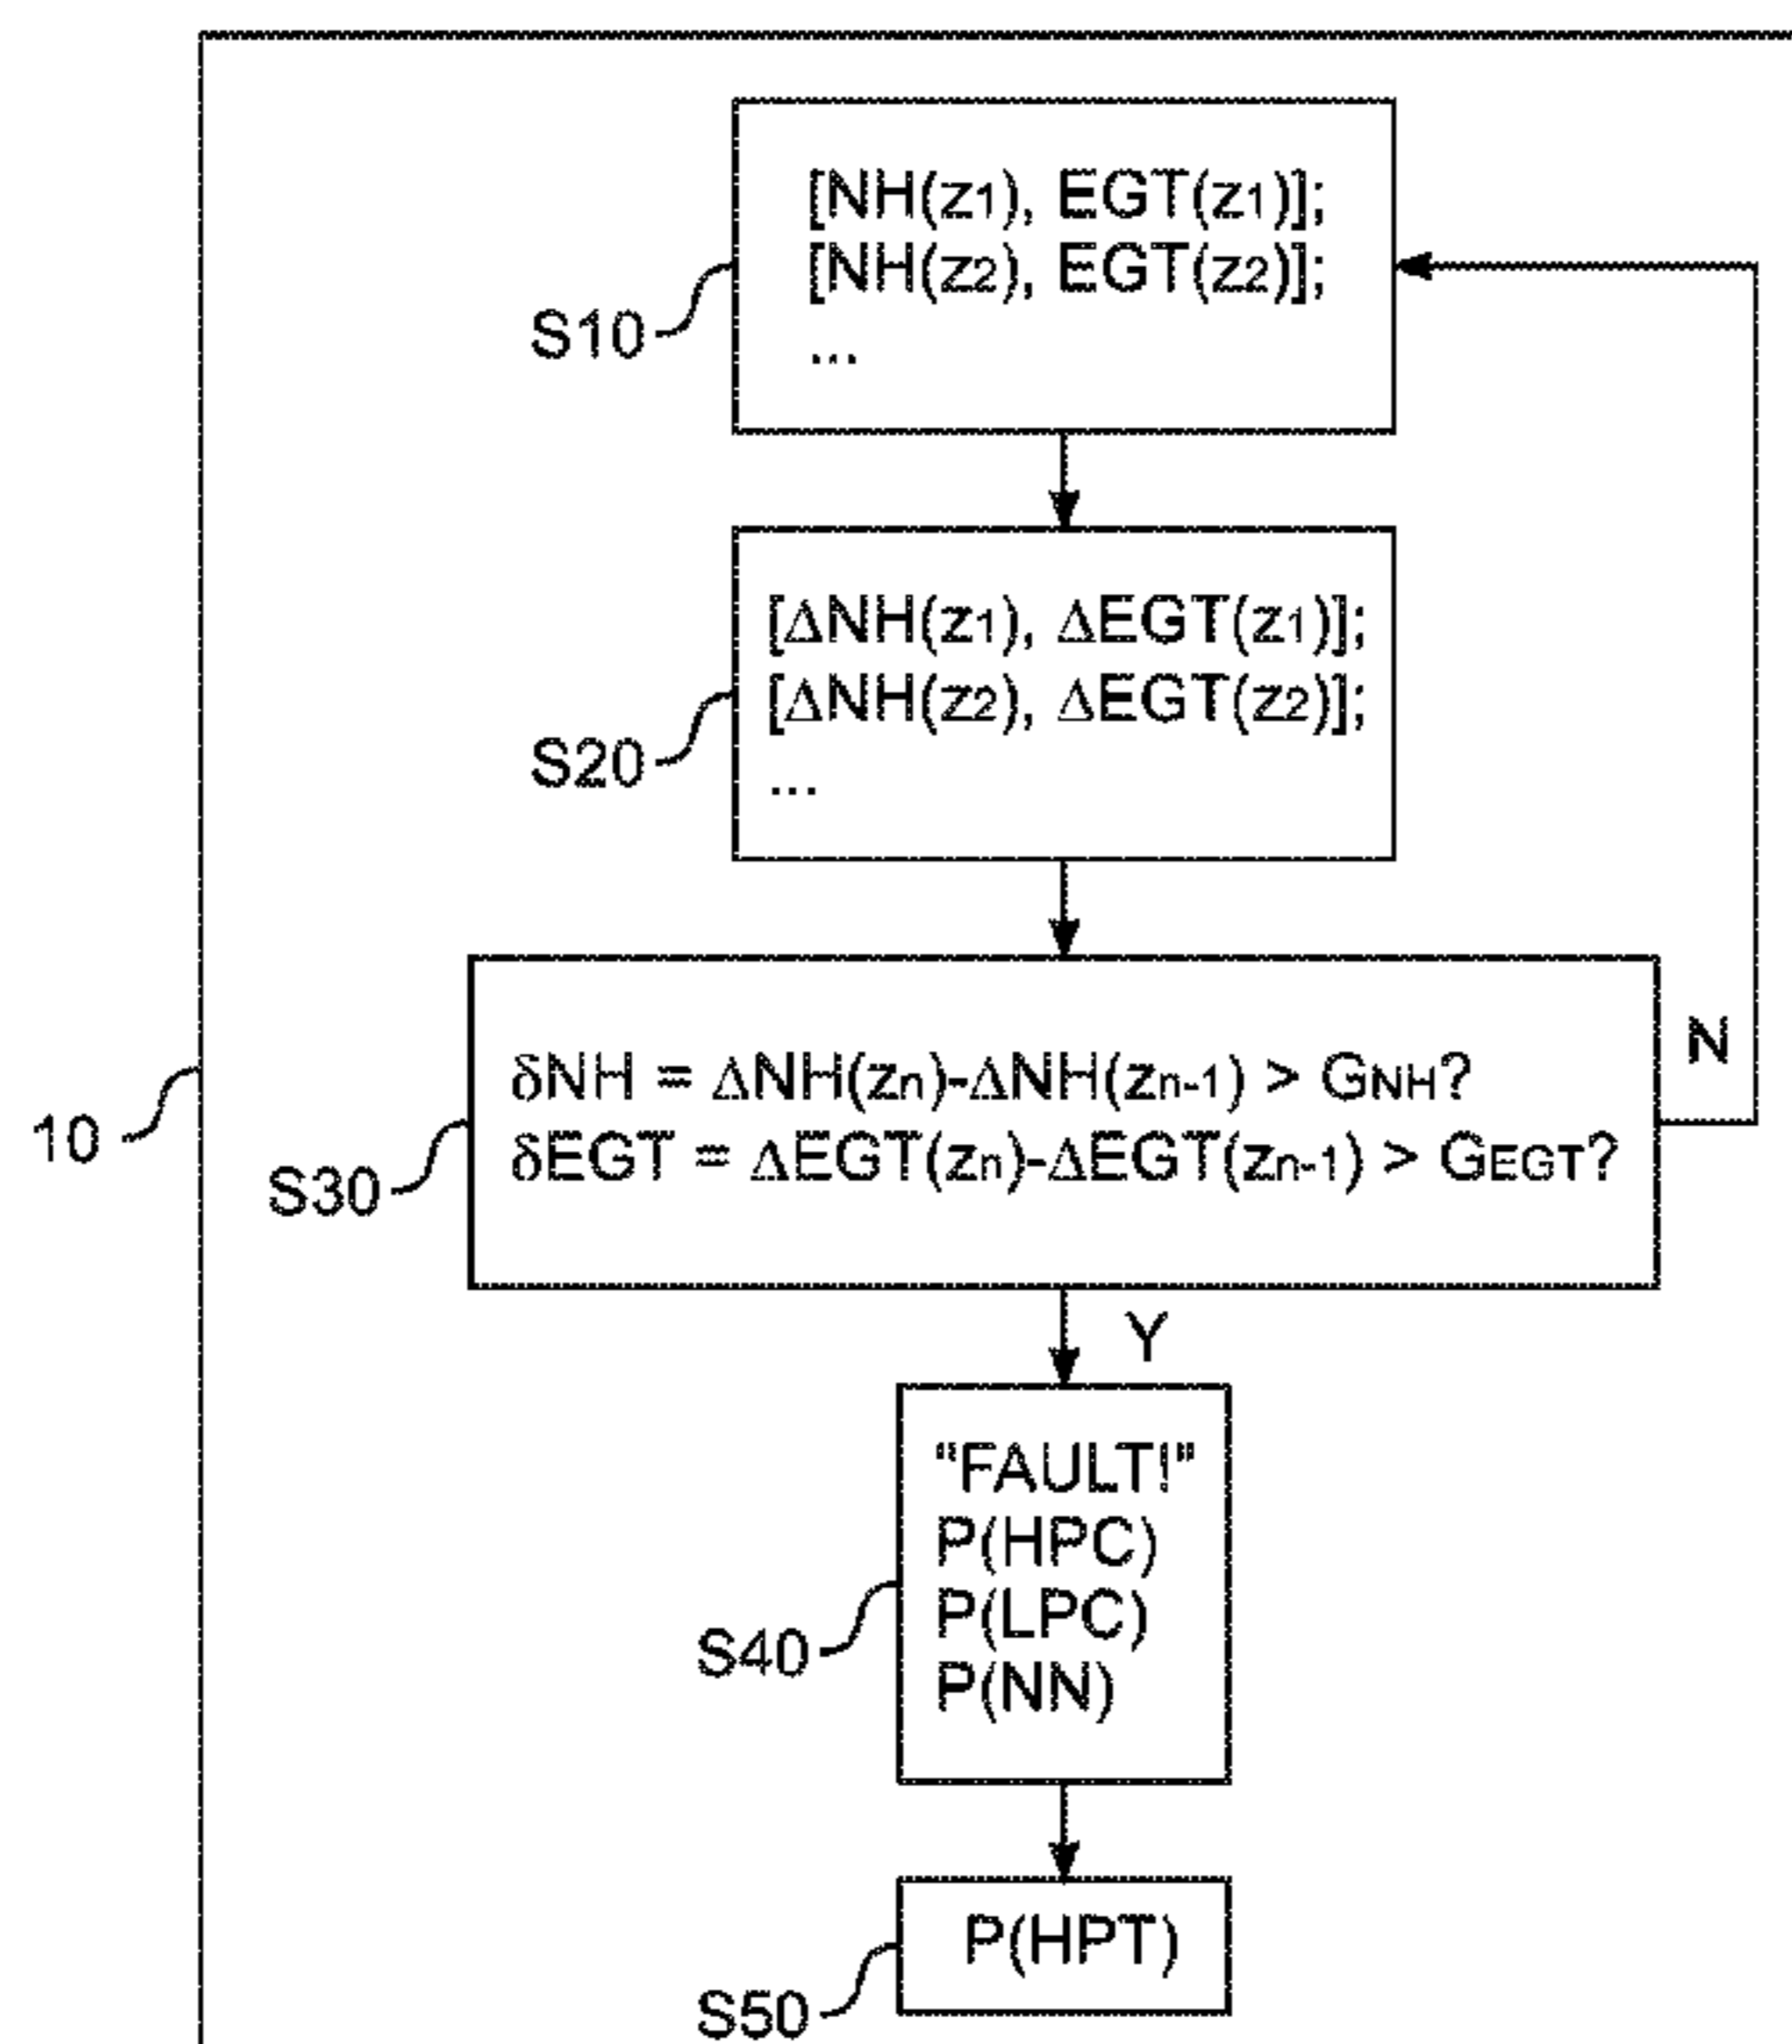 [NH(z1), EGT(z1)];
[NH(z2), EGT(z2)];
...
S10
[ΔNH(z1), ΔEGT(z1)];
[ΔNH(z2), ΔEGT(z2)];
...
S20
δNH = ΔNH(zn)-ΔNH(zn-1) > GNH?
δEGT = ΔEGT(zn)-ΔEGT(zn-1) > GEGT?
N
10
S30
Y
"FAULT!"
P(HPC)
P(LPC)
P(NN)
S40
P(HPT)
S50